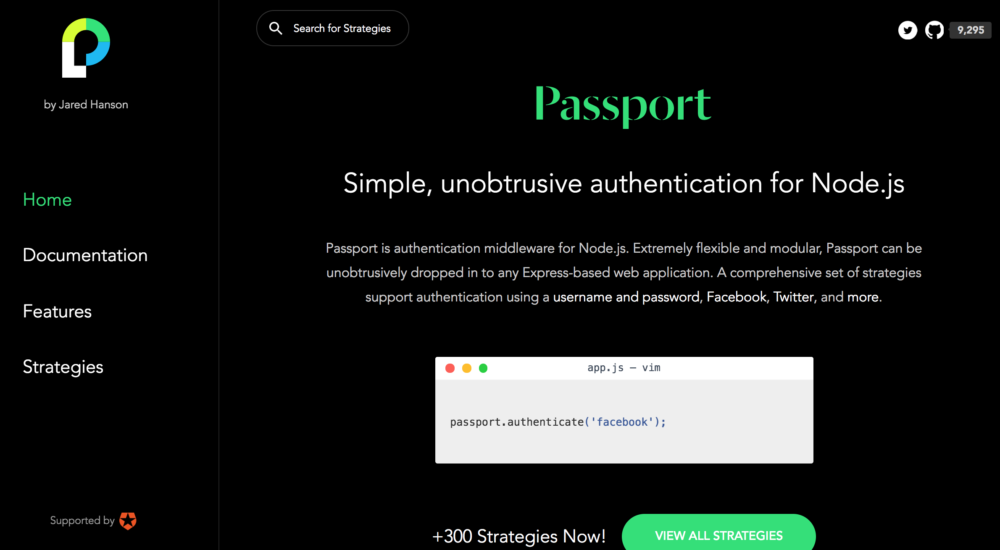 by Jared Hanson
Home
Documentation
Features
Strategies
Supported by
Search for Strategies
9,295
Passport
Simple, unobtrusive authentication for Node.js
Passport is authentication middleware for Node.js. Extremely flexible and modular, Passport can be
unobtrusively dropped in to any Express-based web application. A comprehensive set of strategies
support authentication using a username and password, Facebook, Twitter, and more.
app.js — vim
passport.authenticate('facebook');
+300 Strategies Now!
VIEW ALL STRATEGIES